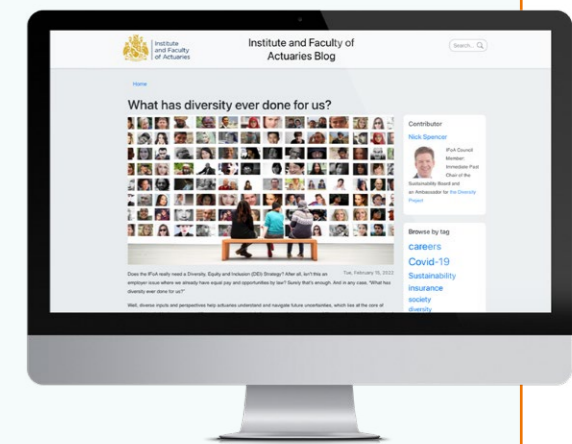 Institute
and Faculty
of Actuaries
Institute and Faculty of
Actuaries Blog
Search...
Home
What has diversity ever done for us?
Contributor
Nick Spencer
IFoA Council
Member,
Immediate Past
Chair of the
Sustainability Board and
an Ambassador for the Diversity
Project
Tue, February 15, 2022
Does the IFoA really need a Diversity, Equity and Inclusion (DEI) Strategy? After all, isn't this an
employer issue where we already have equal pay and opportunities by law? Surely that's enough. And in any case, "What has
diversity ever done for us?"
Well, diverse inputs and perspectives help actuaries understand and navigate future uncertainties, which lies at the core of
Browse by tag
careers
Covid-19
Sustainability
insurance
society
diversity